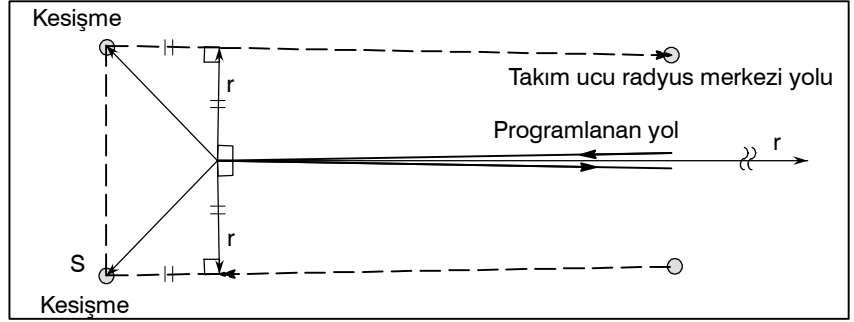 Kesişme
r
Takım ucu radyus merkezi yolu
Programlanan yol
r
r
S
Kesişme